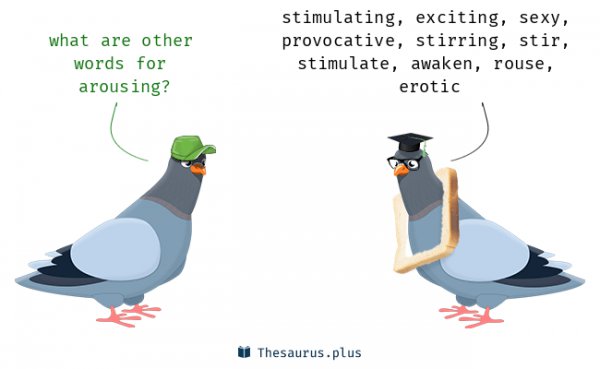 what are other
words for
arousing?
stimulating, exciting, sexy,
provocative, stirring, stir,
stimulate, awaken, rouse,
erotic
Thesaurus.plus